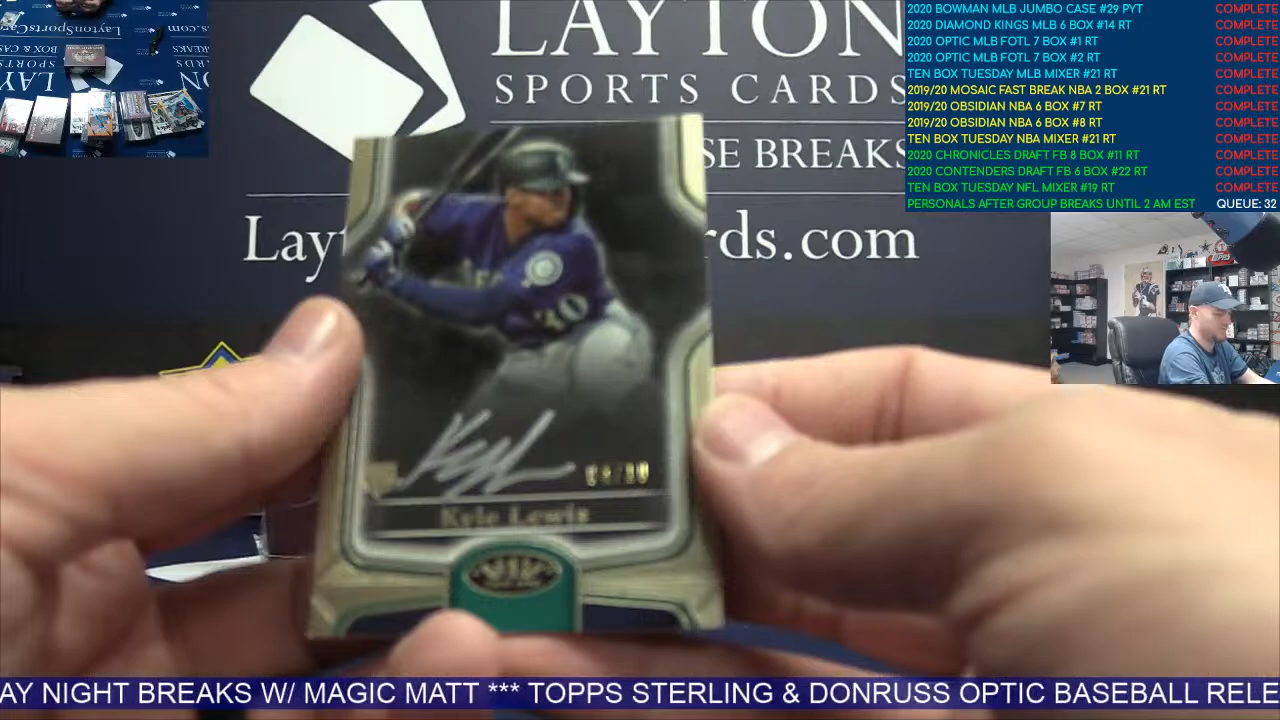 LAYTON
SPORTS CARDS
SE BREAKS
Lay rds.com
2020 BOWMAN MLB JUMBO CASE #29 PYT COMPLETE
2020 DIAMOND KINGS MLB 6 BOX #14 RT COMPLETE
2020 OPTIC MLB FOTL 7 BOX #1 RT COMPLETE
2020 OPTIC MLB FOTL 7 BOX #2 RT COMPLETE
TEN BOX TUESDAY MLB MIXER #21 RT COMPLETE
2019/20 MOSAIC FAST BREAK NBA 2 BOX #21 RT COMPLETE
2019/20 OBSIDIAN NBA 6 BOX #7 RT COMPLETE
2019/20 OBSIDIAN NBA 6 BOX #8 RT COMPLETE
TEN BOX TUESDAY NBA MIXER #21 RT COMPLETE
2020 CHRONICLES DRAFT FB 8 BOX #11 RT COMPLETE
2020 CONTENDERS DRAFT FB 6 BOX #22 RT COMPLETE
TEN BOX TUESDAY NFL MIXER #19 RT COMPLETE
PERSONALS AFTER GROUP BREAKS UNTIL 2 AM EST QUEUE: 32
Kyle Lewis
AY NIGHT BREAKS W/ MAGIC MATT *** TOPPS STERLING & DONRUSS OPTIC BASEBALL RELE